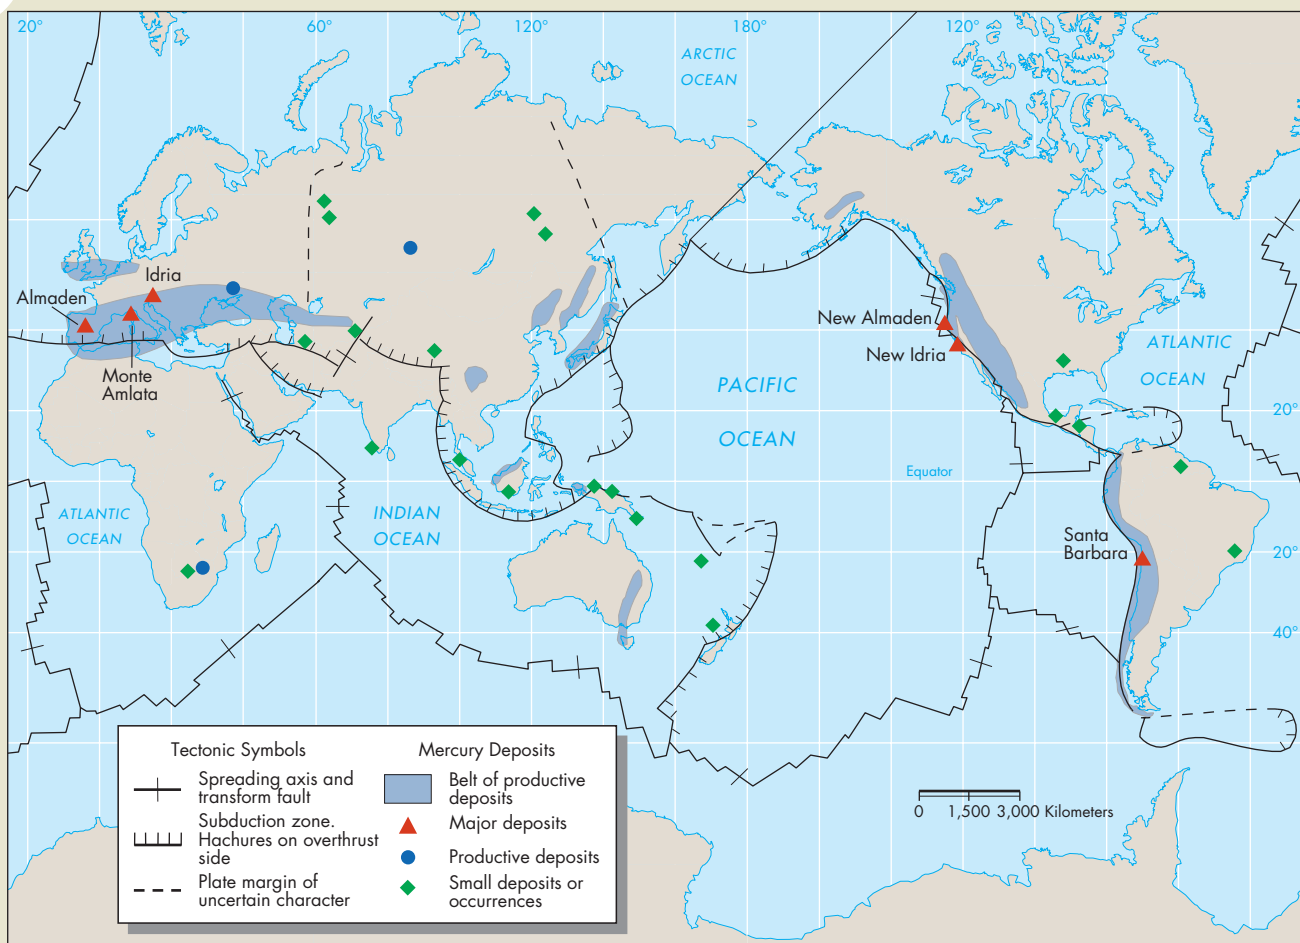 20°
60°
120°
180°
120°
ARCTIC
OCEAN
Idria
Almaden
Monte
Amlata
New Almaden
New Idria
ATLANTIC
OCEAN
PACIFIC
OCEAN
20°
Equator
ATLANTIC
OCEAN
INDIAN
OCEAN
Santa
Barbara
20°
40°
Tectonic Symbols
Spreading axis and
transform fault
Subduction zone.
Hachures on overthrust
side
Plate margin of
uncertain character
Mercury Deposits
Belt of productive
deposits
Major deposits
Productive deposits
Small deposits or
occurrences
0 1,500 3,000 Kilometers